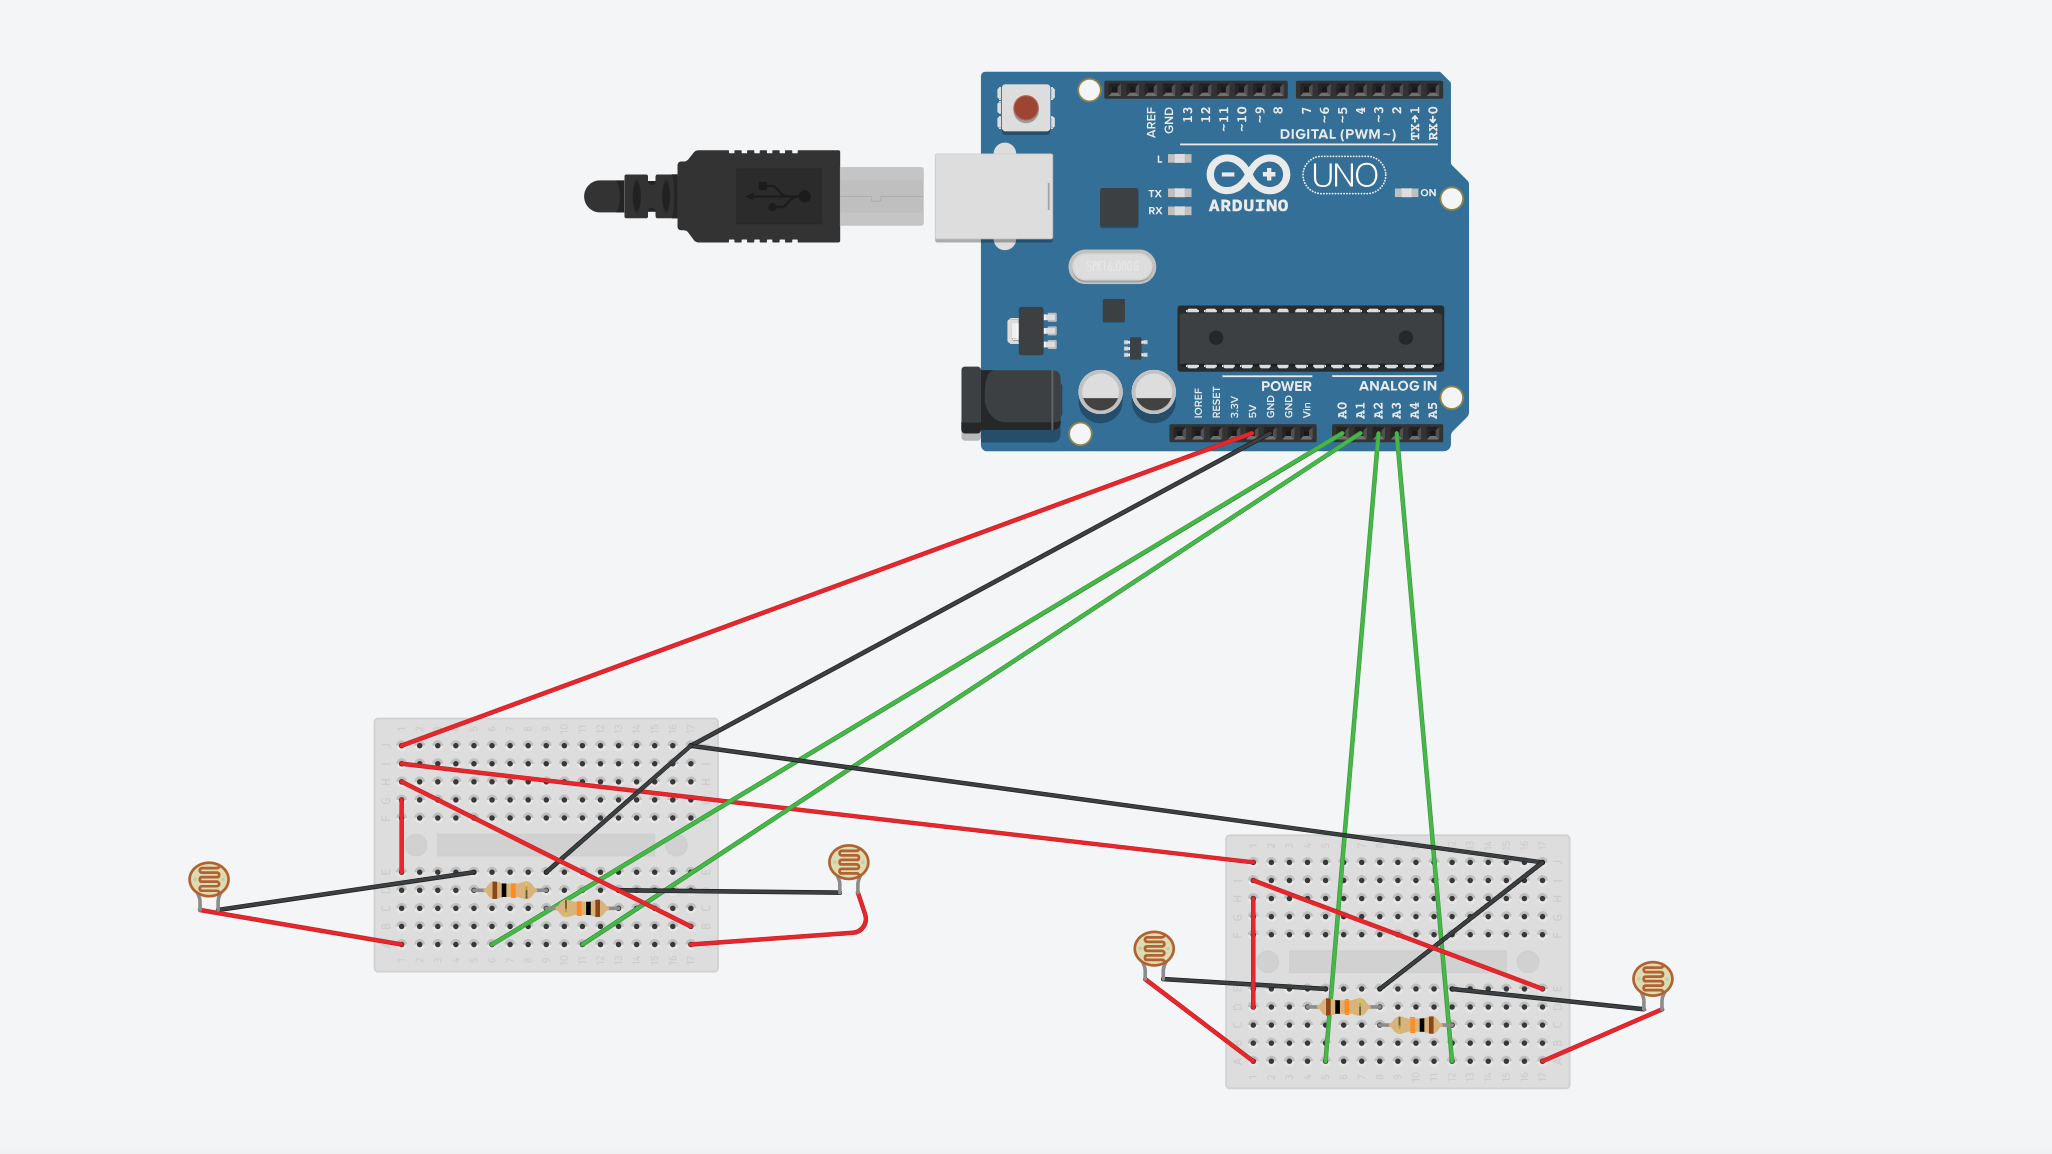 AREF
GND
13
12
~11
~10
~9
8
7
~6
~5
4
~3
2
TX→1
RX←0
DIGITAL (PWM~)
L
TX
RX
ARDUINO
UNO
ON
SPK16.000G
POWER
ANALOG IN
IOREF
RESET
3.3V
5V
GND
GND
Vin
A0
A1
A2
A3
A4
A5